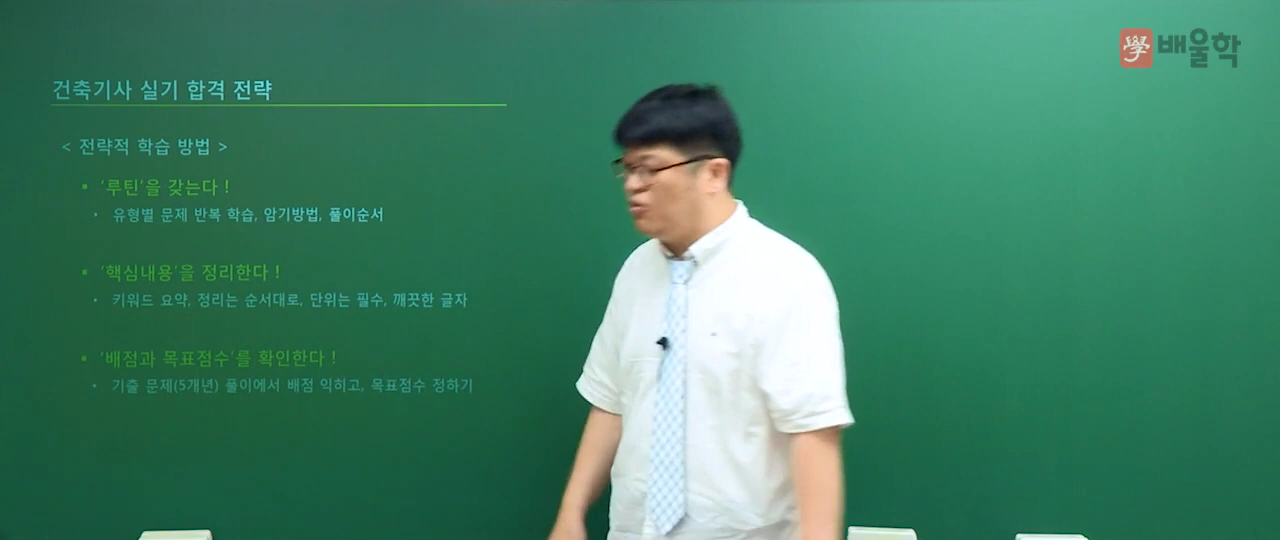 學 배울학
건축기사 실기 합격 전략
< 전략적 학습 방법 >
▪ '루틴'을 갖는다 !
• 유형별 문제 반복 학습, 암기방법, 풀이순서
▪ '핵심내용'을 정리한다 !
• 키워드 요약, 정리는 순서대로, 단위는 필수, 깨끗한 글자
▪ '배점과 목표점수'를 확인한다 !
• 기출 문제(5개년) 풀이에서 배점 익히고, 목표점수 정하기